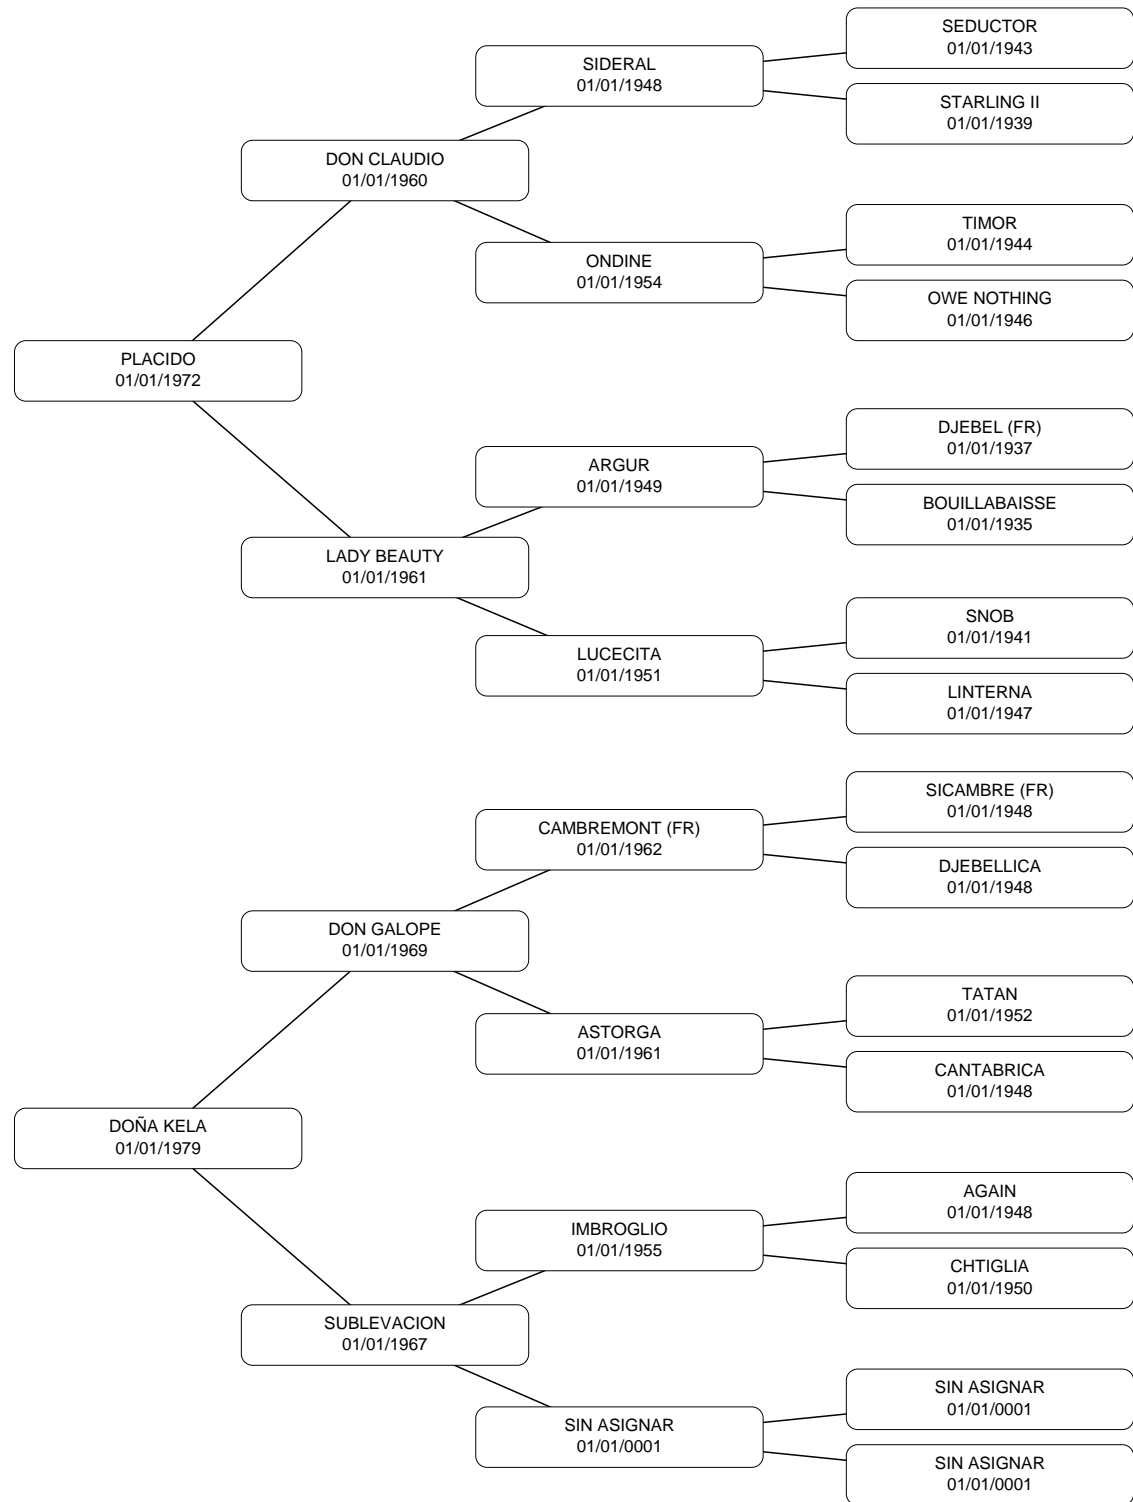 SEDUCTOR
01/01/1943
SIDERAL
01/01/1948
STARLING II
01/01/1939
DON CLAUDIO
01/01/1960
TIMOR
01/01/1944
ONDINE
01/01/1954
OWE NOTHING
01/01/1946
PLACIDO
01/01/1972
DJEBEL (FR)
01/01/1937
ARGUR
01/01/1949
BOUILLABAISSE
01/01/1935
LADY BEAUTY
01/01/1961
SNOB
01/01/1941
LUCECITA
01/01/1951
LINTERNA
01/01/1947
SICAMBRE (FR)
01/01/1948
CAMBREMONT (FR)
01/01/1962
DJEBELLICA
01/01/1948
DON GALOPE
01/01/1969
TATAN
01/01/1952
ASTORGA
01/01/1961
CANTABRICA
01/01/1948
DOÑA KELA
01/01/1979
AGAIN
01/01/1948
IMBROGLIO
01/01/1955
CHTIGLIA
01/01/1950
SUBLEVACION
01/01/1967
SIN ASIGNAR
01/01/0001
SIN ASIGNAR
01/01/0001
SIN ASIGNAR
01/01/0001